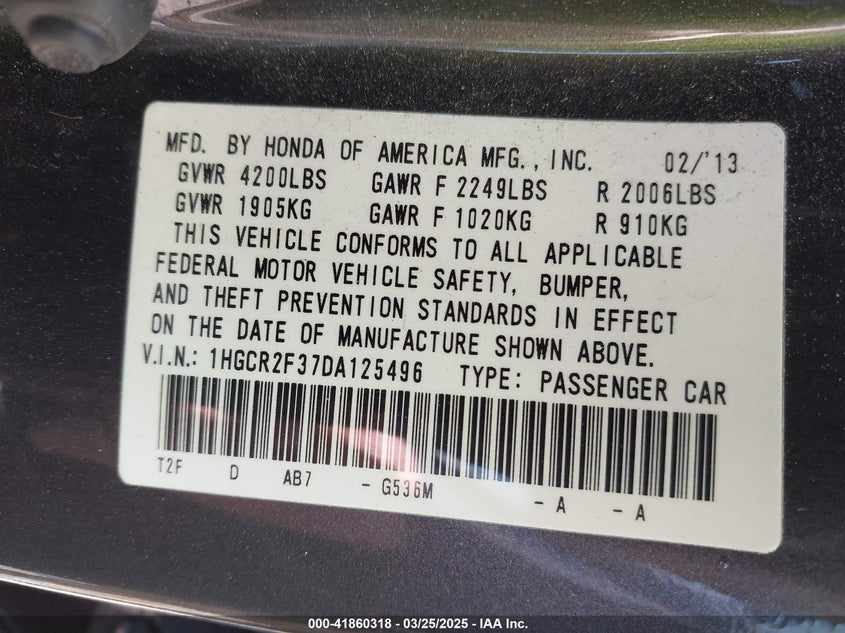 MFD. BY HONDA OF AMERICA MFG., INC. 02/'13
GVWR 4200LBS GAWR F 2249LBS R 2006LBS
GVWR 1905KG GAWR F 1020KG R 910KG
THIS VEHICLE CONFORMS TO ALL APPLICABLE
FEDERAL MOTOR VEHICLE SAFETY, BUMPER,
AND THEFT PREVENTION STANDARDS IN EFFECT
ON THE DATE OF MANUFACTURE SHOWN ABOVE.
V.I.N.: 1HGCR2F37DA125496 TYPE: PASSENGER CAR
T2F D AB7 - G536M - A - A
000-41860318 - 03/25/2025 - IAA Inc.